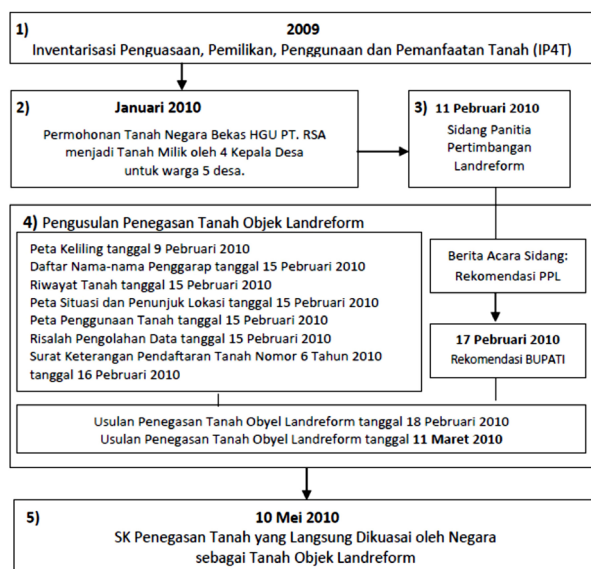 1) 2009
Inventarisasi Penguasaan, Pemilikan, Penggunaan dan Pemanfaatan Tanah (IP4T)
2) Januari 2010
Permohonan Tanah Negara Bekas HGU PT. RSA
menjadi Tanah Milik oleh 4 Kepala Desa
untuk warga 5 desa.
3) 11 Pebruari 2010
Sidang Panitia
Pertimbangan
Landreform
4) Pengusulan Penegasan Tanah Objek Landreform
Peta Keliling tanggal 9 Pebruari 2010
Daftar Nama-nama Penggarap tanggal 15 Pebruari 2010
Riwayat Tanah tanggal 15 Pebruari 2010
Peta Situasi dan Penunjuk Lokasi tanggal 15 Pebruari 2010
Peta Penggunaan Tanah tanggal 15 Pebruari 2010
Risalah Pengolahan Data tanggal 15 Pebruari 2010
Surat Keterangan Pendaftaran Tanah Nomor 6 Tahun 2010
tanggal 16 Pebruari 2010
Berita Acara Sidang:
Rekomendasi PPL
17 Pebruari 2010
Rekomendasi BUPATI
Usulan Penegasan Tanah Obyel Landreform tanggal 18 Pebruari 2010
Usulan Penegasan Tanah Obyel Landreform tanggal 11 Maret 2010
5) 10 Mei 2010
SK Penegasan Tanah yang Langsung Dikuasai oleh Negara
sebagai Tanah Objek Landreform